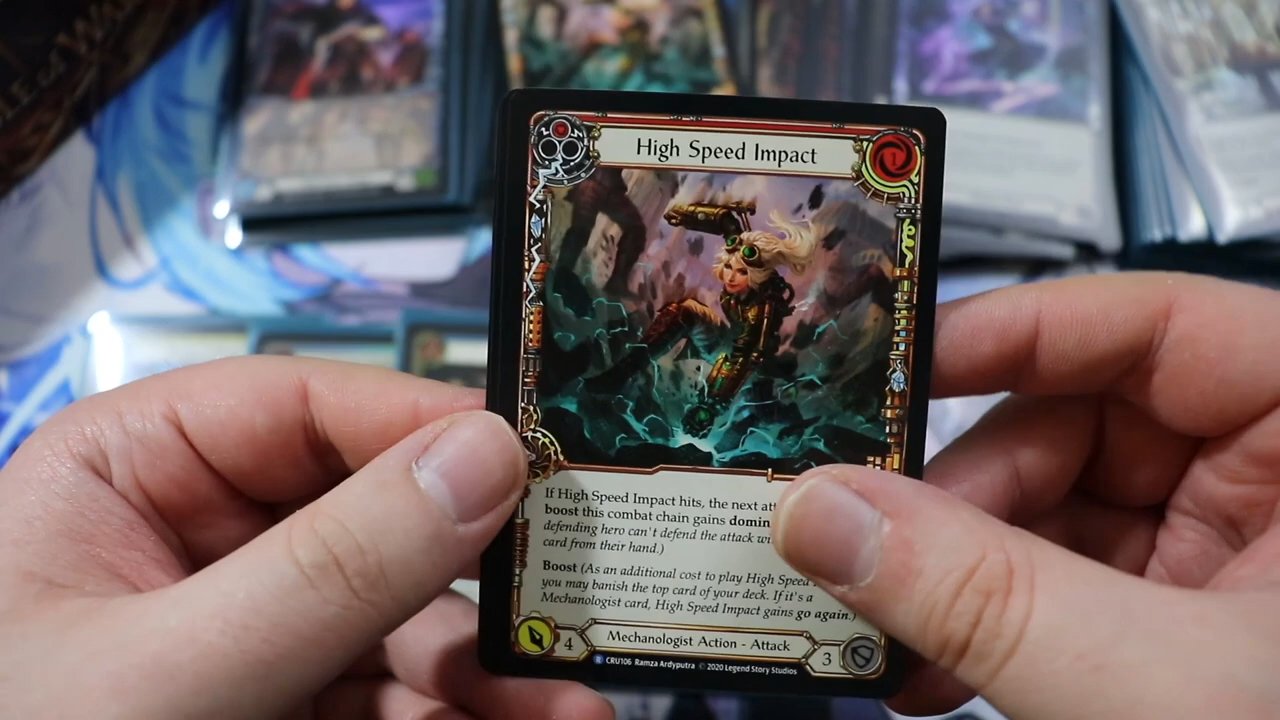 High Speed Impact
1
If High Speed Impact hits, the next
boost this combat chain gains
defending hero can't defend the attack
card from their hand.)
Boost (As an additional cost to play High Speed
you may banish the top card of your deck. If it's a
Mechanologist card, High Speed Impact gains go again.)
4
Mechanologist Action - Attack
3
R CRU106 Ramza Ardyputra © 2020 Legend Story Studios